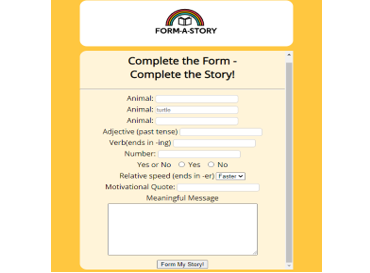 FORM-A-STORY
Complete the Form -
Complete the Story!
Animal:
Animal: turtle
Animal:
Adjective (past tense)
Verb(ends in -ing)
Number:
Yes or No Yes No
Relative speed (ends in -er) Faster
Motivational Quote:
Meaningful Message
Form My Story!